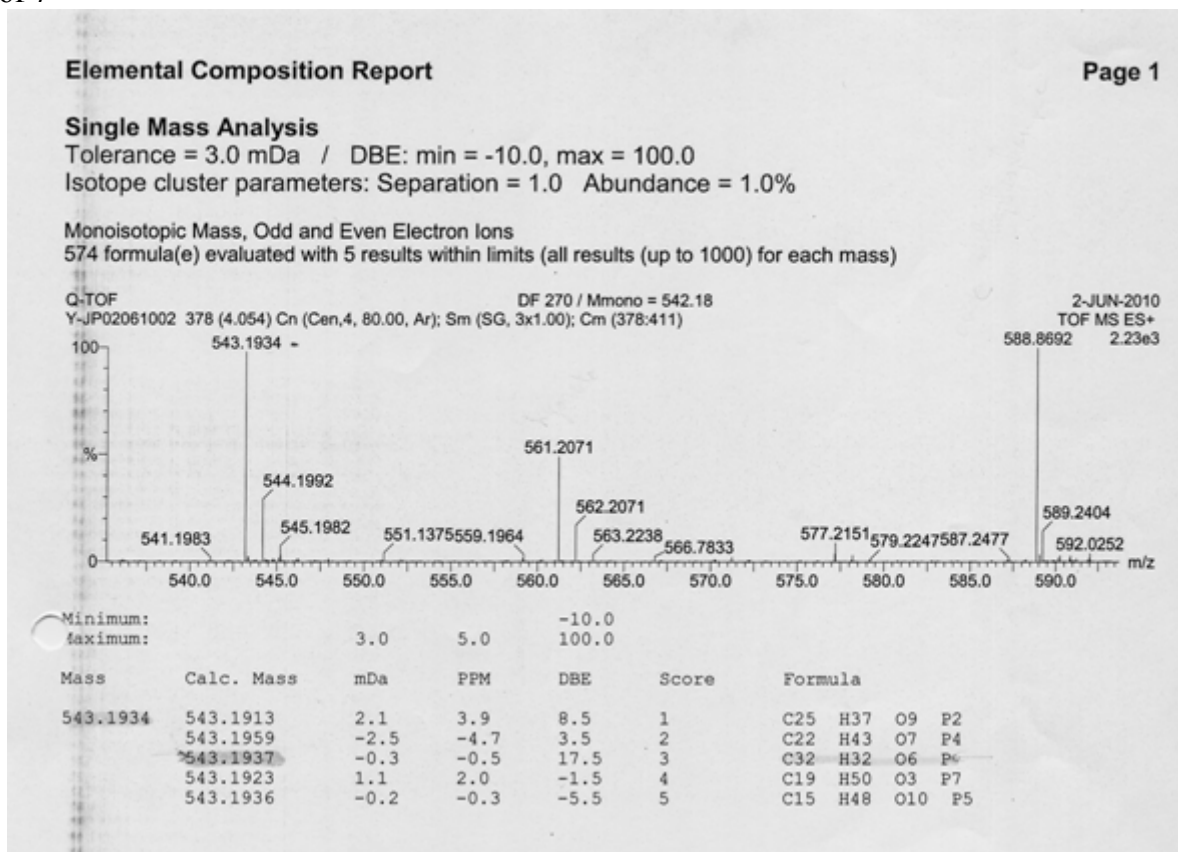 Elemental Composition Report Page 1
Single Mass Analysis
Tolerance = 3.0 mDa / DBE: min = -10.0, max = 100.0
Isotope cluster parameters: Separation = 1.0 Abundance = 1.0%
Monoisotopic Mass, Odd and Even Electron Ions
574 formula(e) evaluated with 5 results within limits (all results (up to 1000) for each mass)
Q-TOF DF 270 / Mmono = 542.18 2-JUN-2010
Y-JP02061002 378 (4.054) Cn (Cen,4, 80.00, Ar); Sm (SG, 3x1.00); Cm (378:411) TOF MS ES+
100 543.1934 588.8692 2.23e3
%
561.2071
544.1992
562.2071
589.2404
541.1983 545.1982 551.1375 559.1964 563.2238 566.7833 577.2151 579.2247 587.2477 592.0252
0 m/z
540.0 545.0 550.0 555.0 560.0 565.0 570.0 575.0 580.0 585.0 590.0
Minimum: -10.0
Maximum: 3.0 5.0 100.0
Mass Calc. Mass mDa PPM DBE Score Formula
543.1934 543.1913 2.1 3.9 8.5 1 C25 H37 O9 P2
543.1959 -2.5 -4.7 3.5 2 C22 H43 O7 P4
543.1937 -0.3 -0.5 17.5 3 C32 H32 O6 
543.1923 1.1 2.0 -1.5 4 C19 H50 O3 P7
543.1936 -0.2 -0.3 -5.5 5 C15 H48 O10 P5